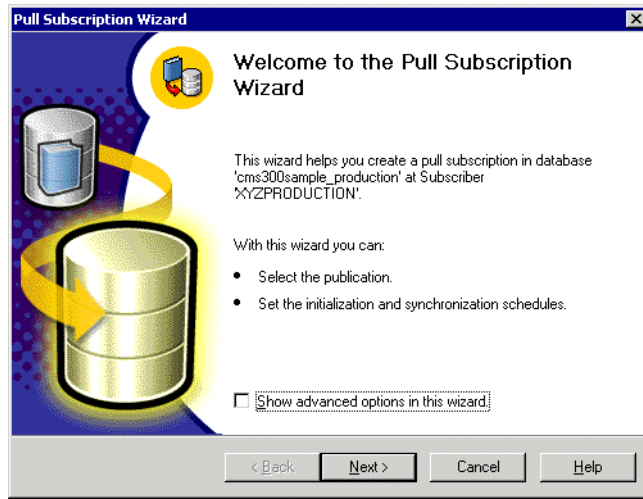 Pull Subscription Wizard
Welcome to the Pull Subscription
Wizard
This wizard helps you create a pull subscription in database
'cms300sample_production' at Subscriber
'XYZPRODUCTION'.
With this wizard you can:
• Select the publication.
• Set the initialization and synchronization schedules.
Show advanced options in this wizard.
< Back Next > Cancel Help